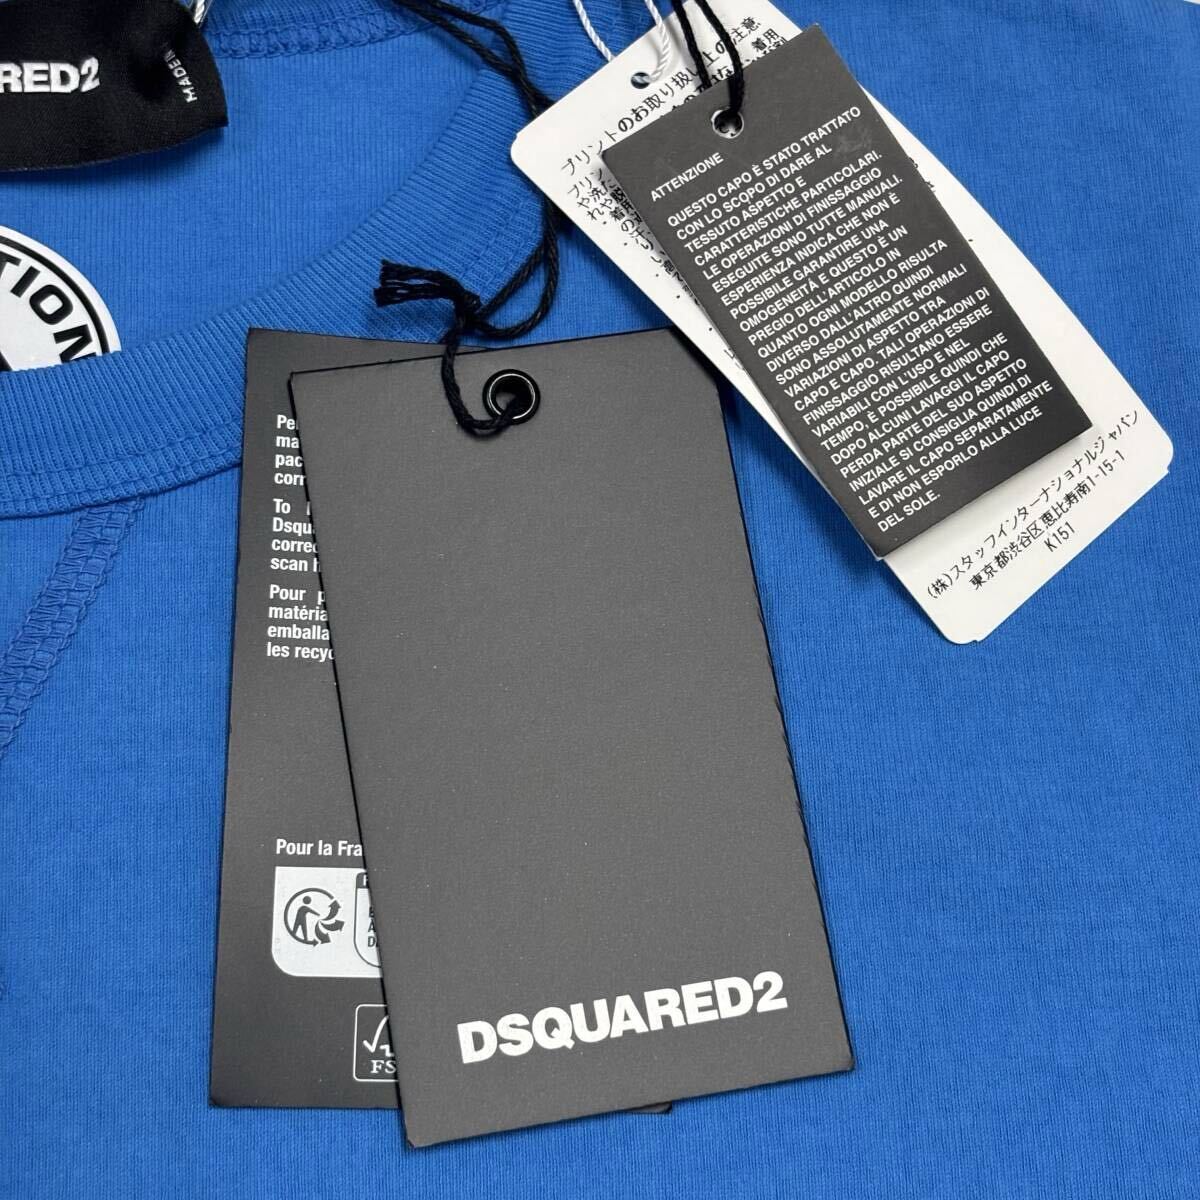 MADE IN
TION
プリントのお取り扱い上の注意
ATTENZIONE
QUESTO CAPO È STATO TRATTATO
CON LO SCOPO DI DARE AL
TESSUTO ASPETTO E
CARATTERISTICHE PARTICOLARI.
LE OPERAZIONI DI FINISSAGGIO
ESEGUITE SONO TUTTE MANUALI.
ESPERIENZA INDICA CHE NON È
POSSIBILE GARANTIRE UNA
OMOGENEITÀ E QUESTO È UN
PREGIO DELL'ARTICOLO IN
QUANTO OGNI MODELLO RISULTA
DIVERSO DALL'ALTRO QUINDI
SONO ASSOLUTAMENTE NORMALI
VARIAZIONI DI ASPETTO TRA
CAPO E CAPO. TALI OPERAZIONI DI
FINISSAGGIO RISULTANO ESSERE
VARIABILI CON L'USO E NEL
TEMPO, È POSSIBILE QUINDI CHE
DOPO ALCUNI LAVAGGI IL CAPO
PERDA PARTE DEL SUO ASPETTO
INIZIALE SI CONSIGLIA QUINDI DI
LAVARE IL CAPO SEPARATAMENTE
E DI NON ESPORLO ALLA LUCE
DEL SOLE.
(株)スタッフインターナショナルジャパン
東京都渋谷区恵比寿南1-15-1
K151
To
Dsqua
correc
scan
Pour p
matéria
emballa
les recyc
Pour la Fra
FS
DSQUARED2